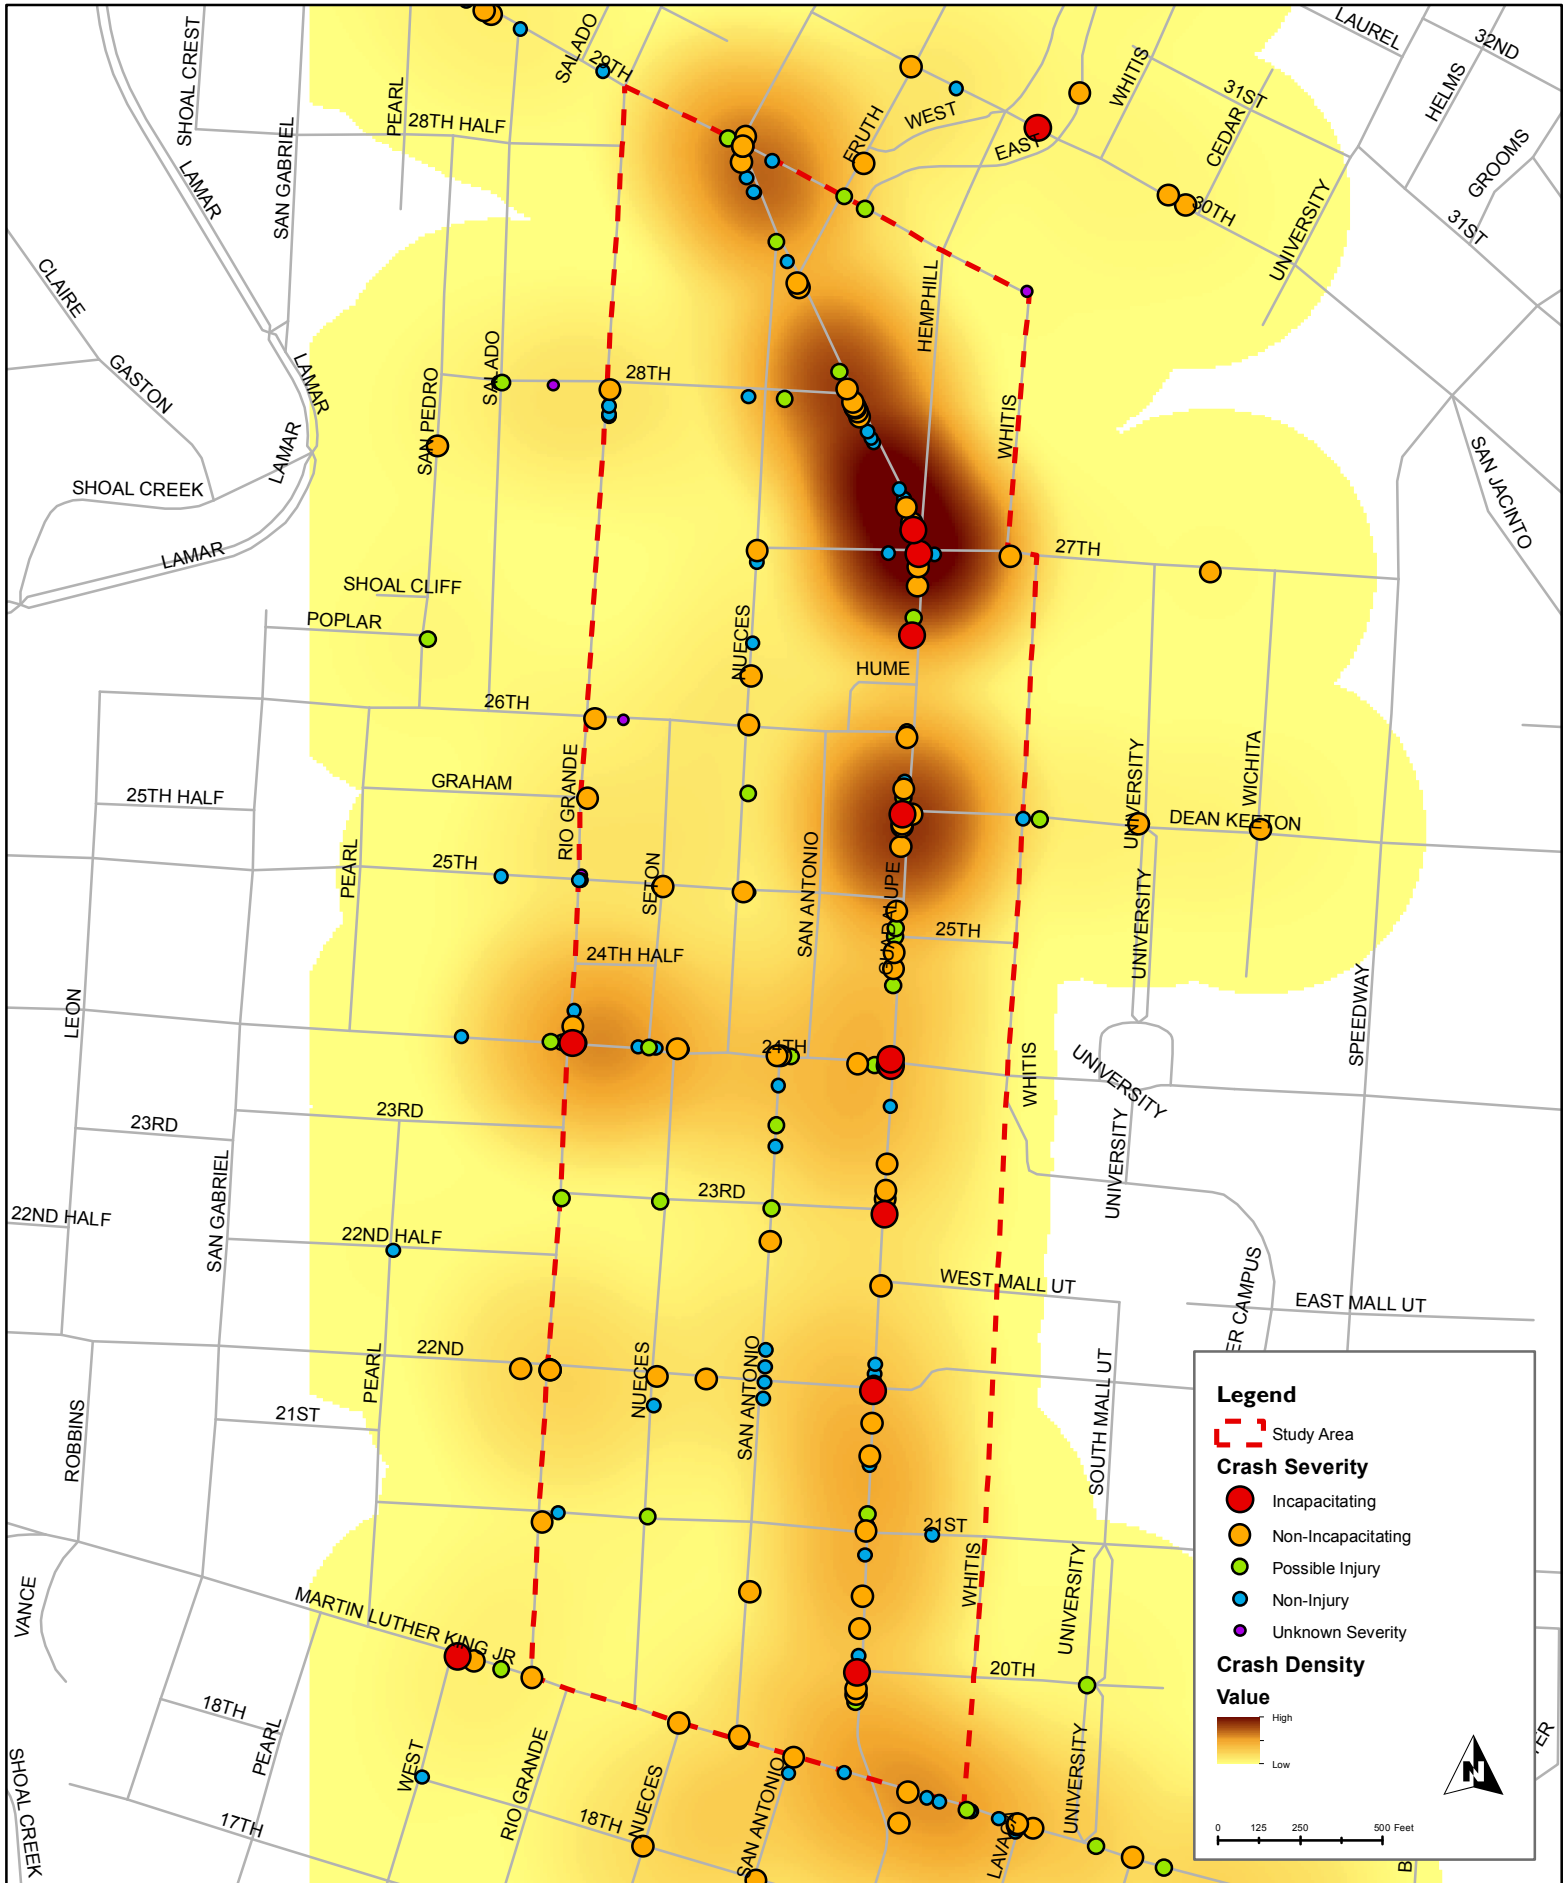 SHOAL CREST
SALADO
29TH
LAUREL
32ND
WHITIS
31ST
HELMS
PEARL
28TH HALF
SAN GABRIEL
LAMAR
ERUTH
WEST
EAST
CEDAR
GROOMS
30TH
31ST
UNIVERSITY
CLAIRE
GASTON
LAMAR
LAMAR
HEMPHILL
SALADO
28TH
SAN PEDRO
WHITIS
SAN JACINTO
SHOAL CREEK
LAMAR
27TH
SHOAL CLIFF
POPLAR
NUECES
HUME
26TH
RIO GRANDE
GRAHAM
25TH HALF
UNIVERSITY
WICHITA
DEAN KEETON
PEARL
25TH
SETON
SAN ANTONIO
GUADALUPE
25TH
UNIVERSITY
24TH HALF
LEON
SPEEDWAY
24TH
WHITIS
UNIVERSITY
23RD
23RD
UNIVERSITY
SAN GABRIEL
23RD
22ND HALF
22ND HALF
WEST MALL UT
EAST MALL UT
ER CAMPUS
22ND
PEARL
NUECES
SAN ANTONIO
SOUTH MALL UT
ROBBINS
21ST
21ST
WHITIS
UNIVERSITY
VANCE
MARTIN LUTHER KING JR
20TH
18TH
PEARL
WEST
RIO GRANDE
NUECES
SAN ANTONIO
LAVACA
UNIVERSITY
SHOAL CREEK
17TH
18TH
TER
B
Legend
Study Area
Crash Severity
Incapacitating
Non-Incapacitating
Possible Injury
Non-Injury
Unknown Severity
Crash Density
Value
High
Low
N
0 125 250 500 Feet